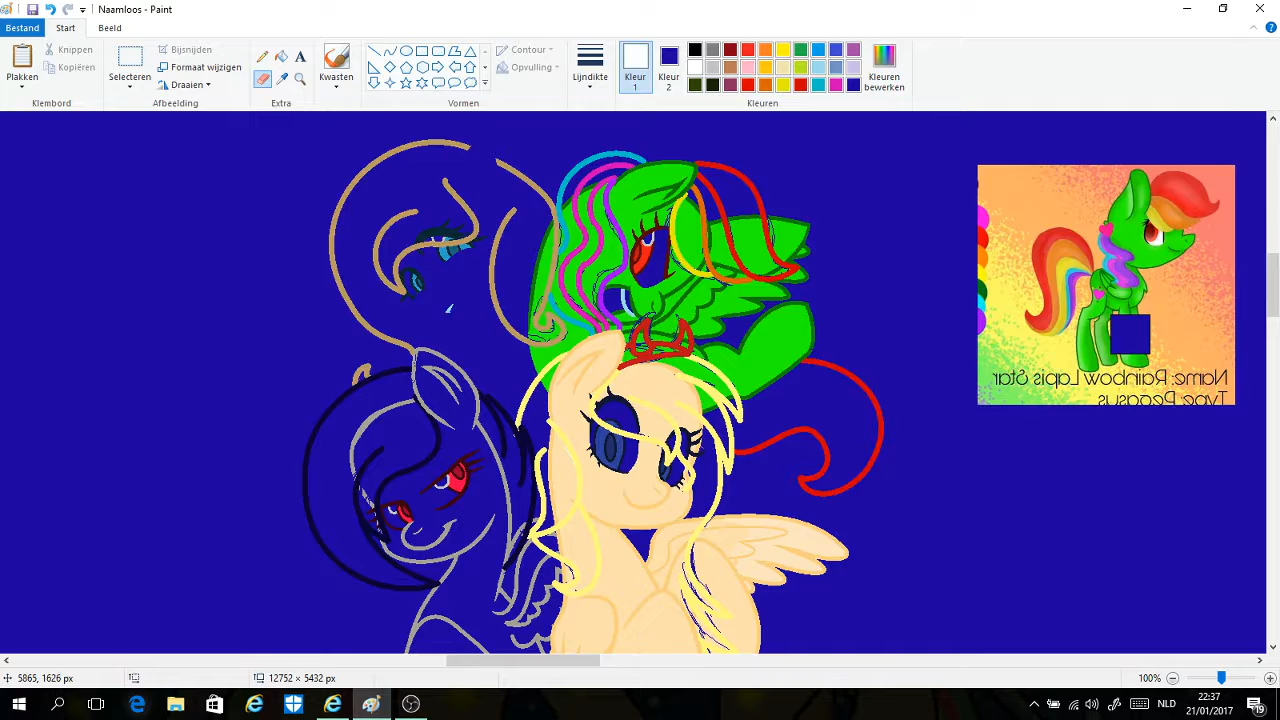 Naamloos - Paint
Bestand
Start
Beeld
Plakken
Knippen
Kopiëren
Klembord
Selecteren
Bijsnijden
Formaat wijzigen
Draaien
Afbeelding
A
Extra
Kwasten
Contour
Opvulling
Vormen
Lijndikte
Kleur
1
Kleur
2
Kleuren
bewerken
Kleuren
Name: Rainbow Lapis Star
Type: Pegasus
5865, 1626 px
12752 × 5432 px
100%
NLD
22:37
21/01/2017
19